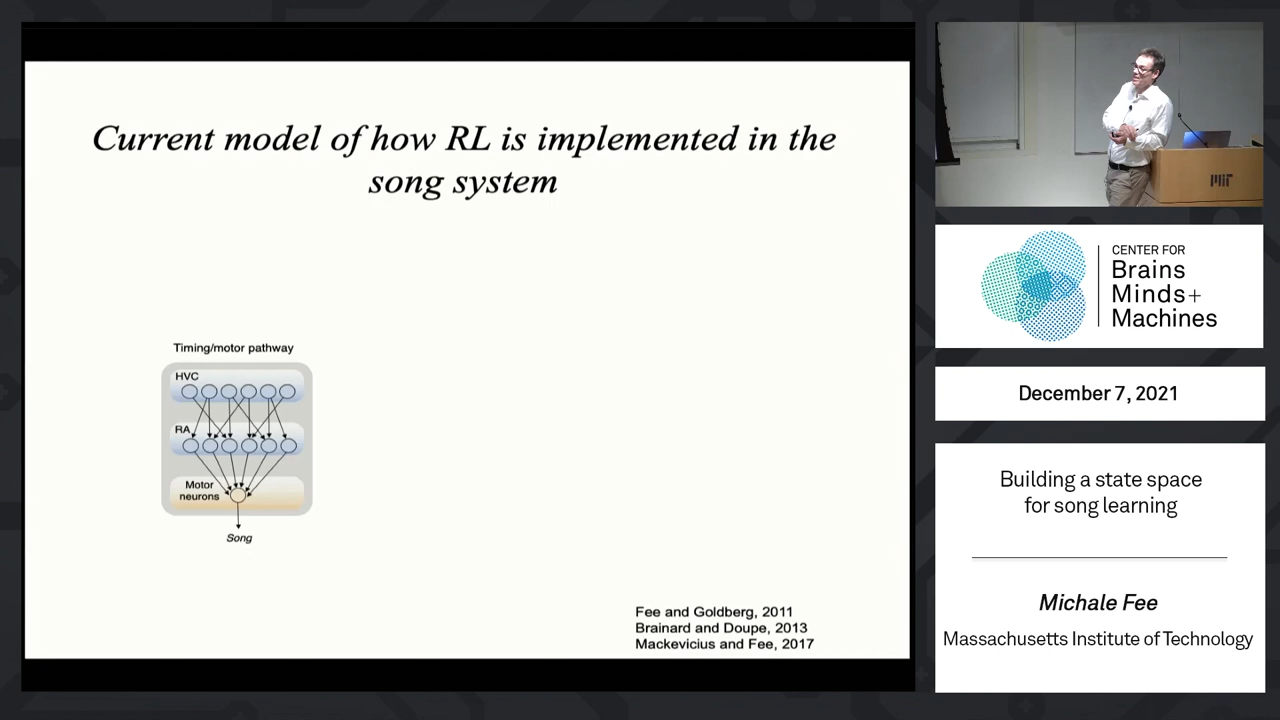 Current model of how RL is implemented in the
song system
Timing/motor pathway
HVC
RA
Motor
neurons
Song
Fee and Goldberg, 2011
Brainard and Doupe, 2013
Mackevicius and Fee, 2017
MIT
CENTER FOR
Brains
Minds+
Machines
December 7, 2021
Building a state space
for song learning
Michale Fee
Massachusetts Institute of Technology